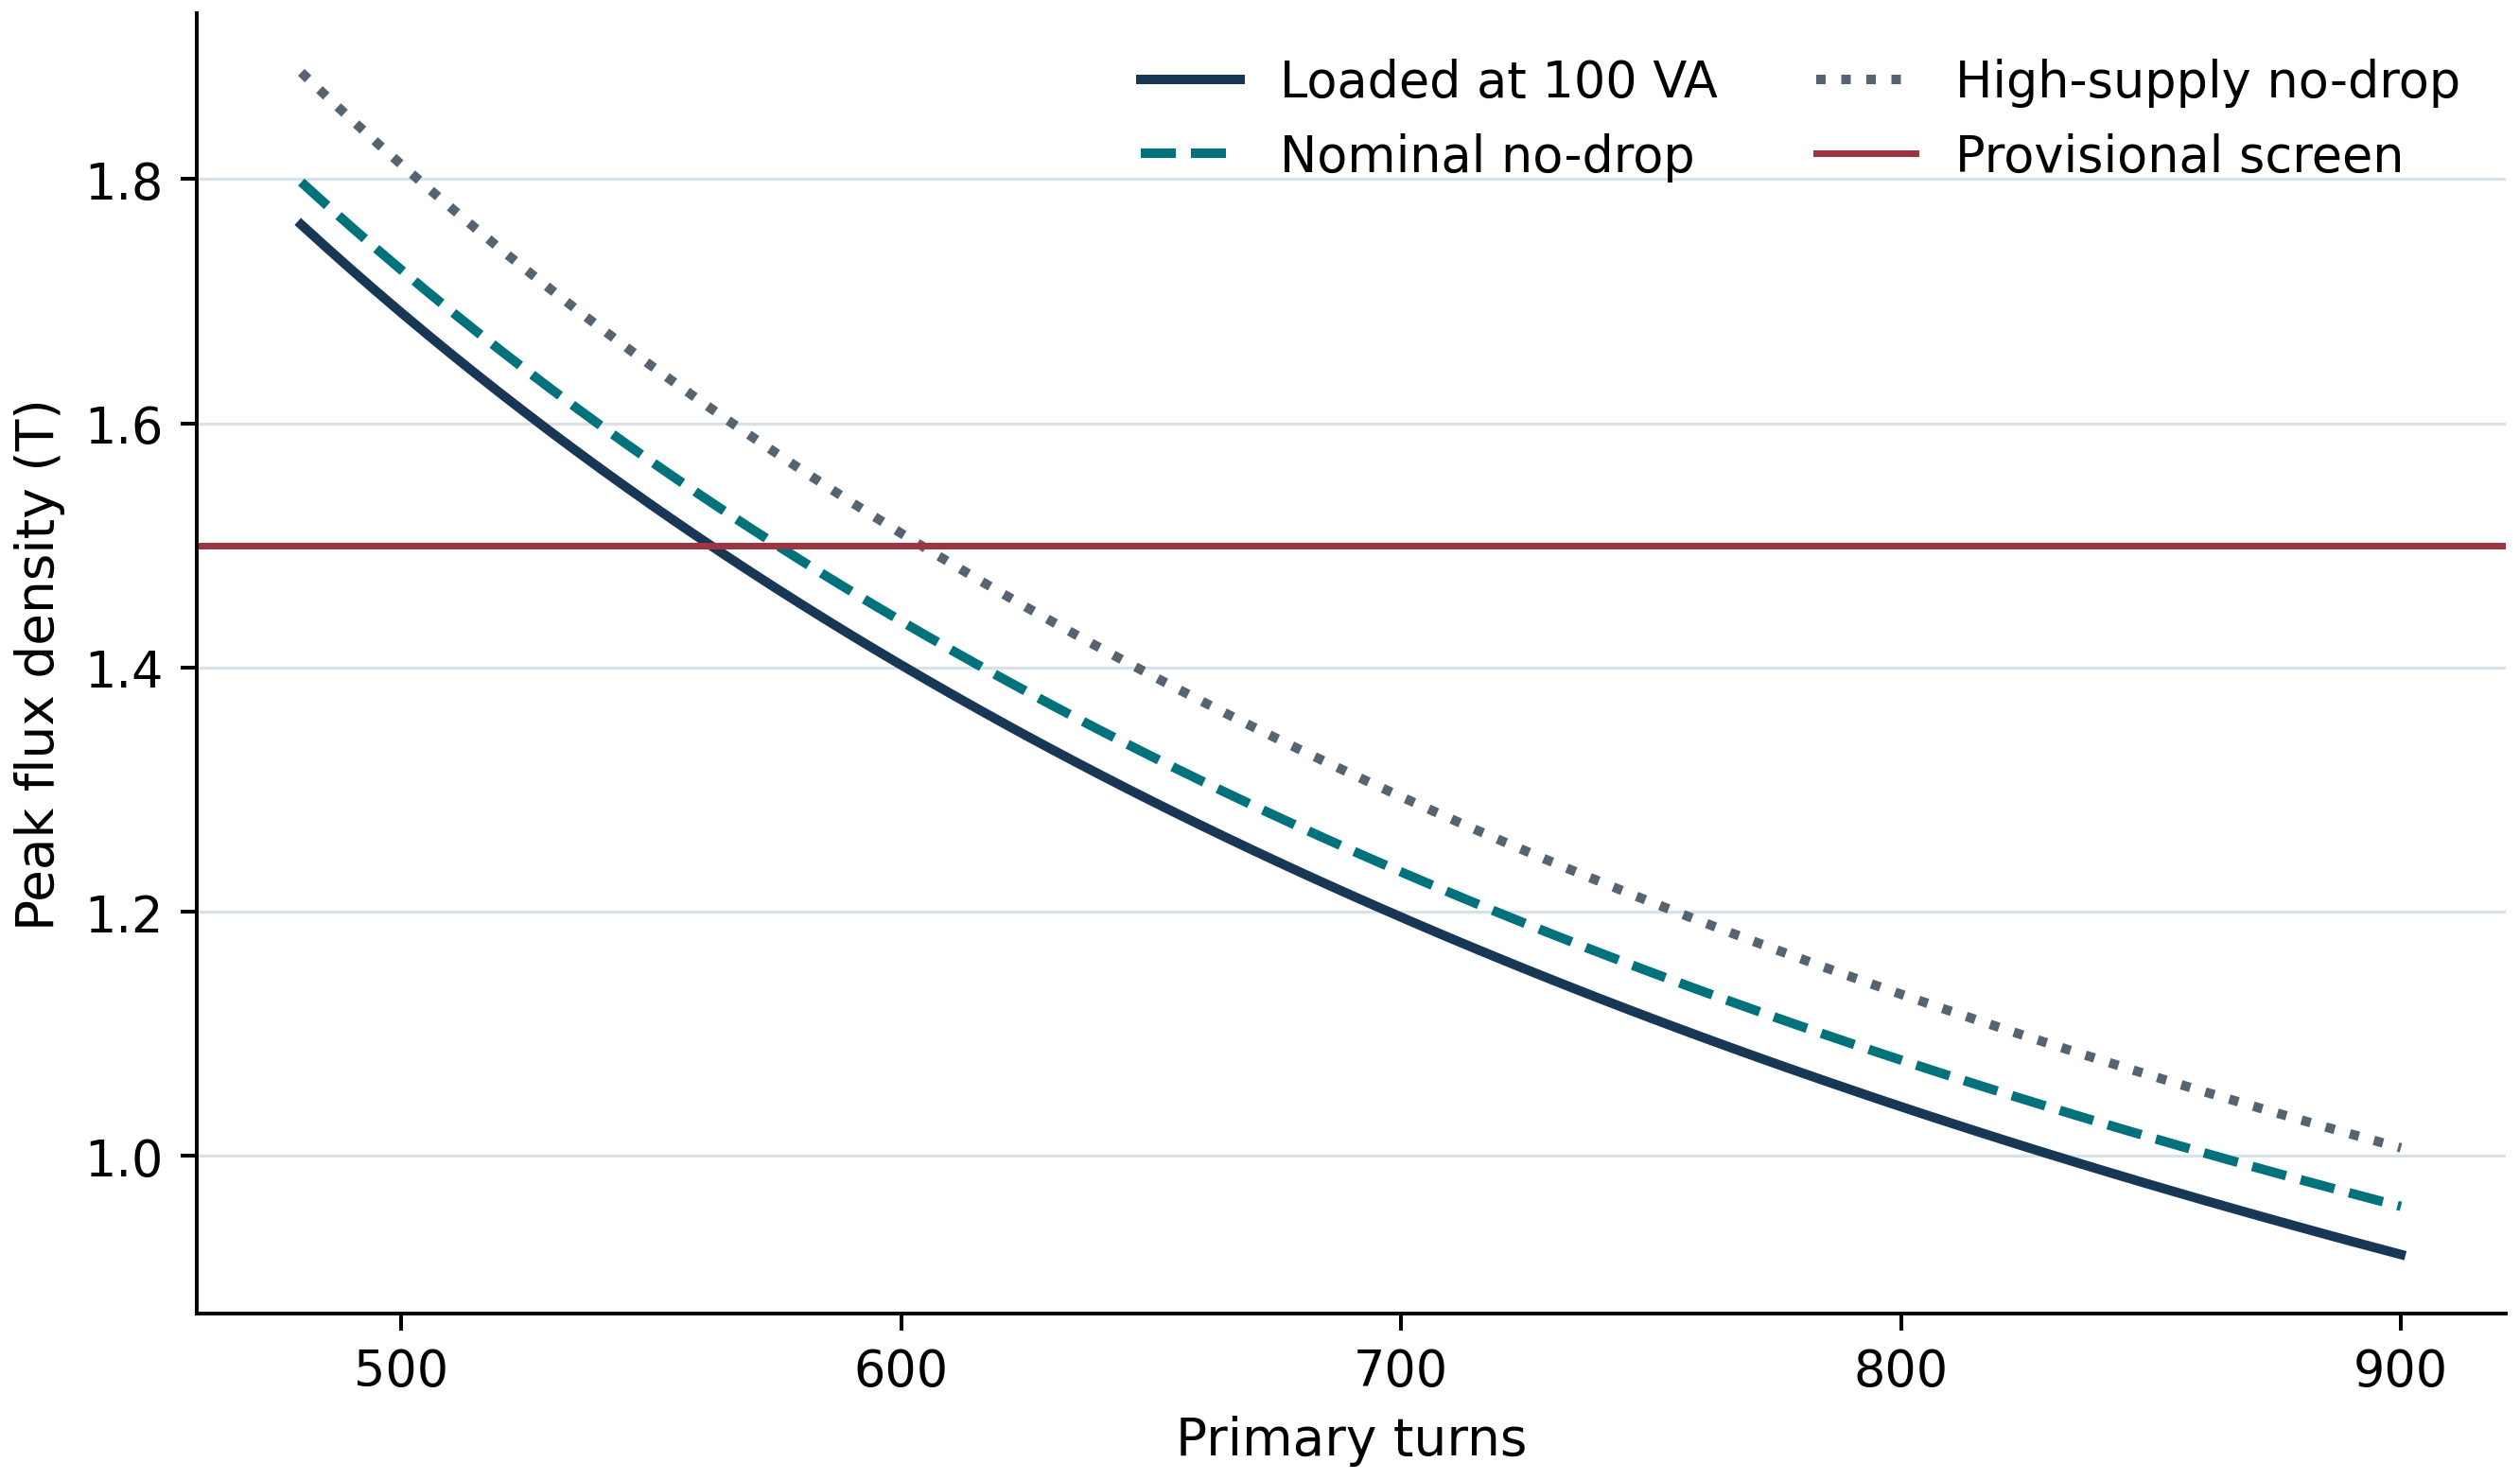 Loaded at 100 VA
Nominal no-drop
High-supply no-drop
Provisional screen
Peak flux density (T)
1.8
1.6
1.4
1.2
1.0
500 600 700 800 900
Primary turns